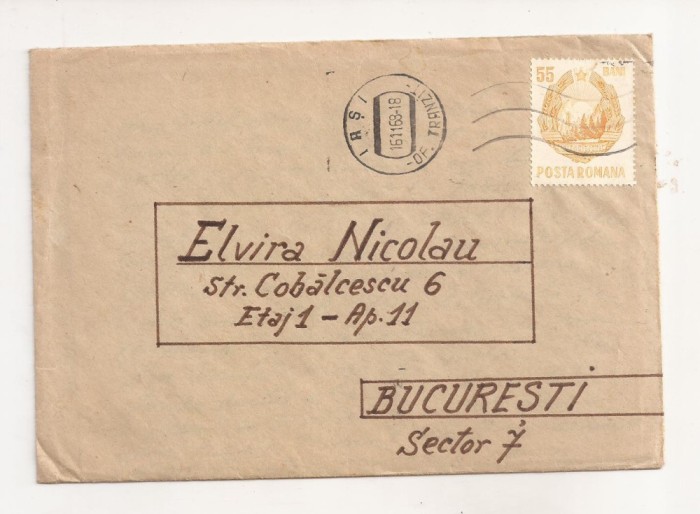 55 BANI
POSTA ROMANA
IAȘI
16.11.68-18
-OF. TRANZIT-
Elvira Nicolau
Str. Cobălcescu 6
Etaj 1 - Ap. 11
BUCUREȘTI
Sector 7